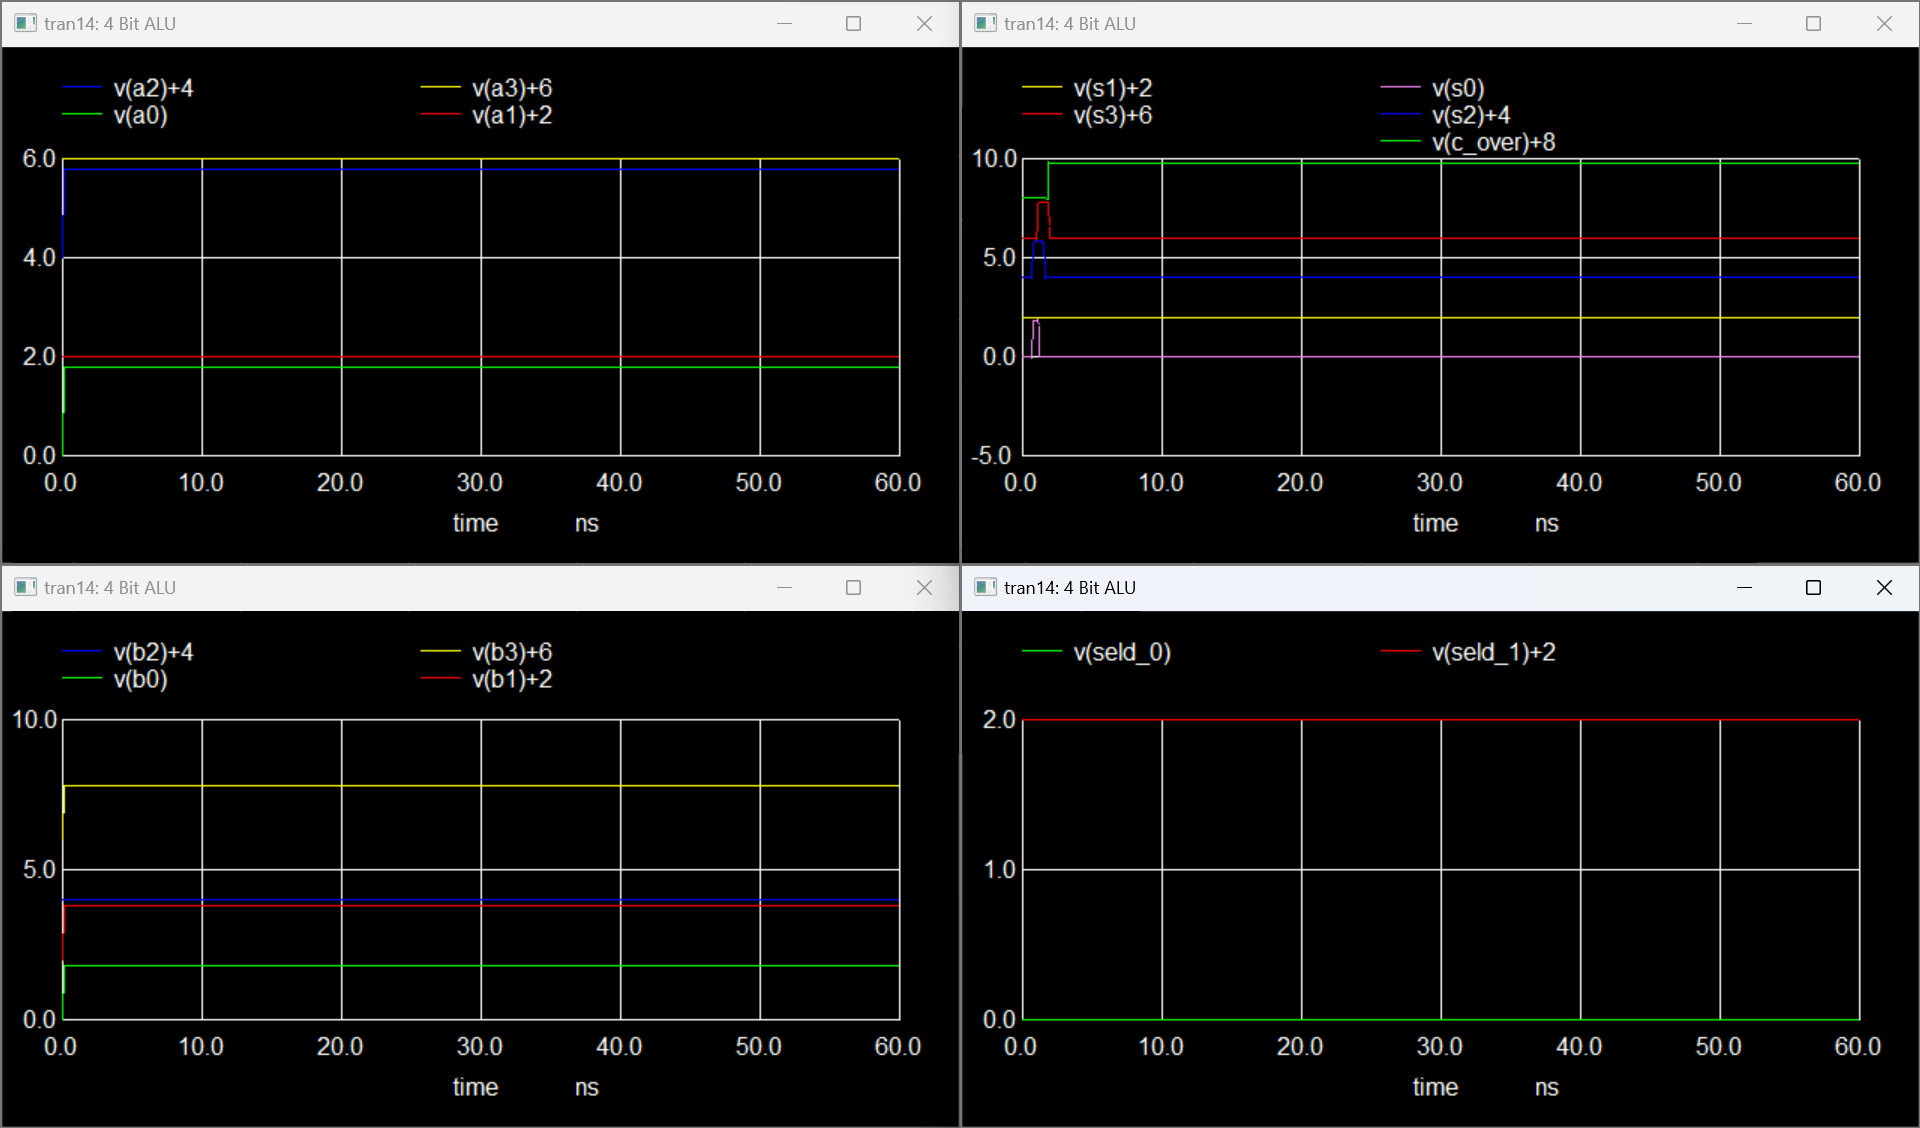 tran14: 4 Bit ALU
v(a2)+4 v(a3)+6
v(a0) v(a1)+2
6.0
4.0
2.0
0.0
0.0 10.0 20.0 30.0 40.0 50.0 60.0
time ns
tran14: 4 Bit ALU
v(s1)+2 v(s0)
v(s3)+6 v(s2)+4
v(c_over)+8
10.0
5.0
0.0
-5.0
0.0 10.0 20.0 30.0 40.0 50.0 60.0
time ns
tran14: 4 Bit ALU
v(b2)+4 v(b3)+6
v(b0) v(b1)+2
10.0
5.0
0.0
0.0 10.0 20.0 30.0 40.0 50.0 60.0
time ns
tran14: 4 Bit ALU
v(seld_0) v(seld_1)+2
2.0
1.0
0.0
0.0 10.0 20.0 30.0 40.0 50.0 60.0
time ns